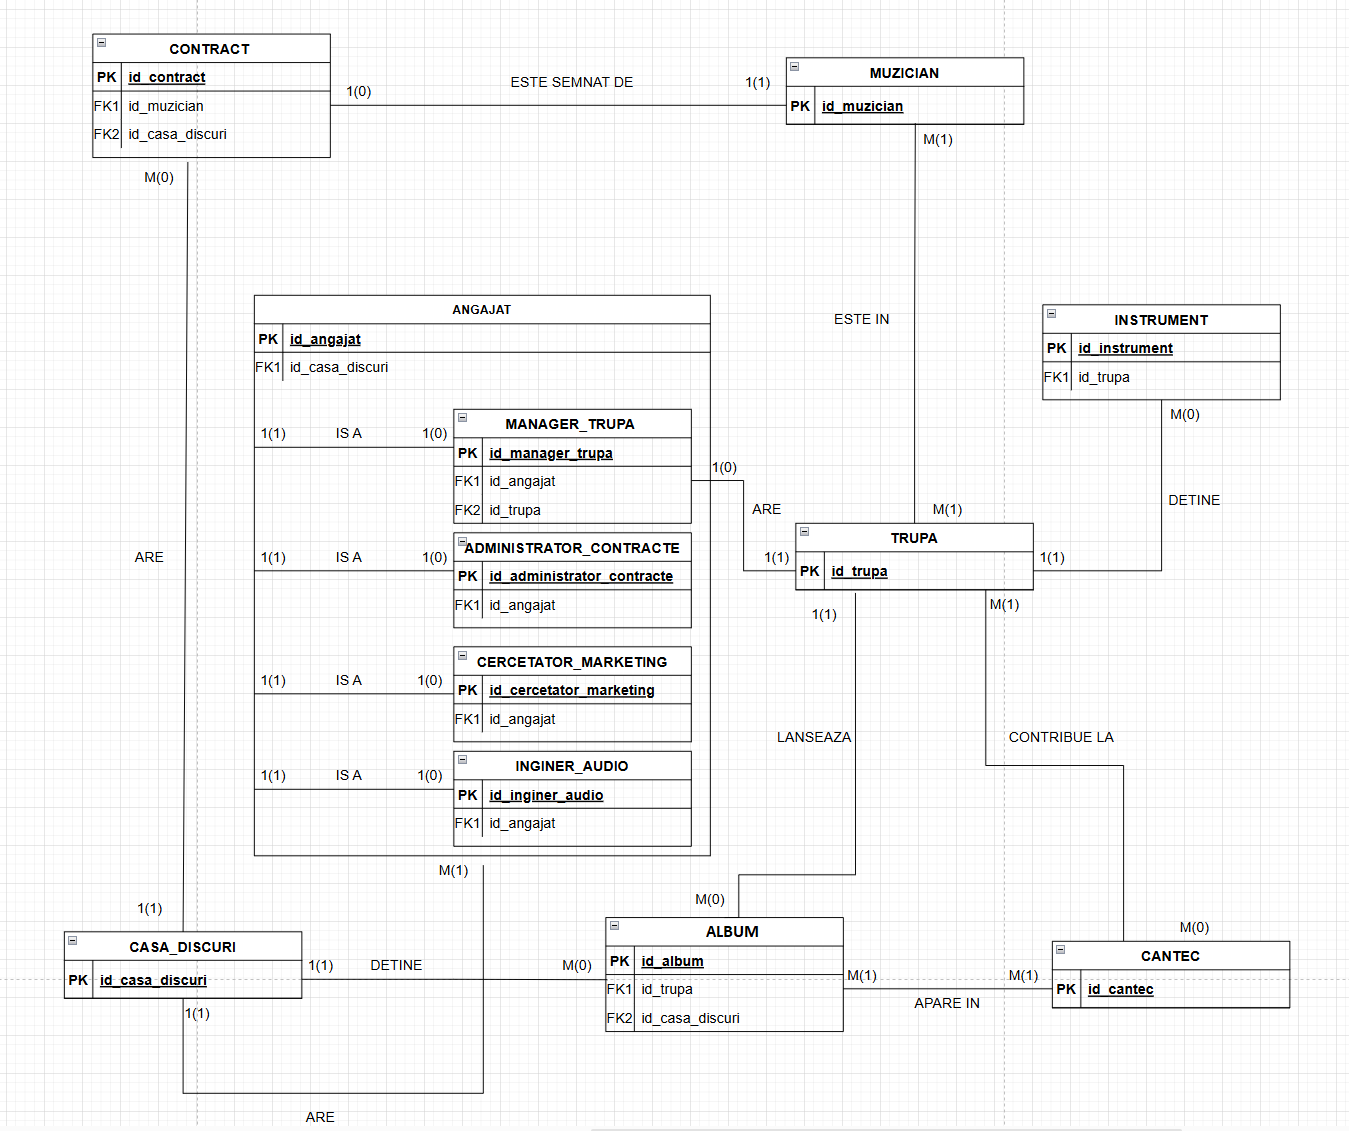 CONTRACT
PK id_contract
FK1 id_muzician
FK2 id_casa_discuri
1(0)
ESTE SEMNAT DE
1(1)
MUZICIAN
PK id_muzician
M(1)
M(0)
ANGAJAT
PK id_angajat
FK1 id_casa_discuri
1(1) IS A 1(0)
MANAGER_TRUPA
PK id_manager_trupa
FK1 id_angajat
FK2 id_trupa
1(1) IS A 1(0)
ADMINISTRATOR_CONTRACTE
PK id_administrator_contracte
FK1 id_angajat
1(1) IS A 1(0)
CERCETATOR_MARKETING
PK id_cercetator_marketing
FK1 id_angajat
1(1) IS A 1(0)
INGINER_AUDIO
PK id_inginer_audio
FK1 id_angajat
M(1)
ESTE IN
INSTRUMENT
PK id_instrument
FK1 id_trupa
M(0)
DETINE
1(0)
ARE
1(1)
M(1)
TRUPA
PK id_trupa
1(1)
1(1)
M(1)
ARE
LANSEAZA
CONTRIBUE LA
M(0)
M(0)
1(1)
CASA_DISCURI
PK id_casa_discuri
1(1)
DETINE
M(0)
1(1)
ARE
ALBUM
PK id_album
FK1 id_trupa
FK2 id_casa_discuri
M(1)
APARE IN
M(1)
CANTEC
PK id_cantec